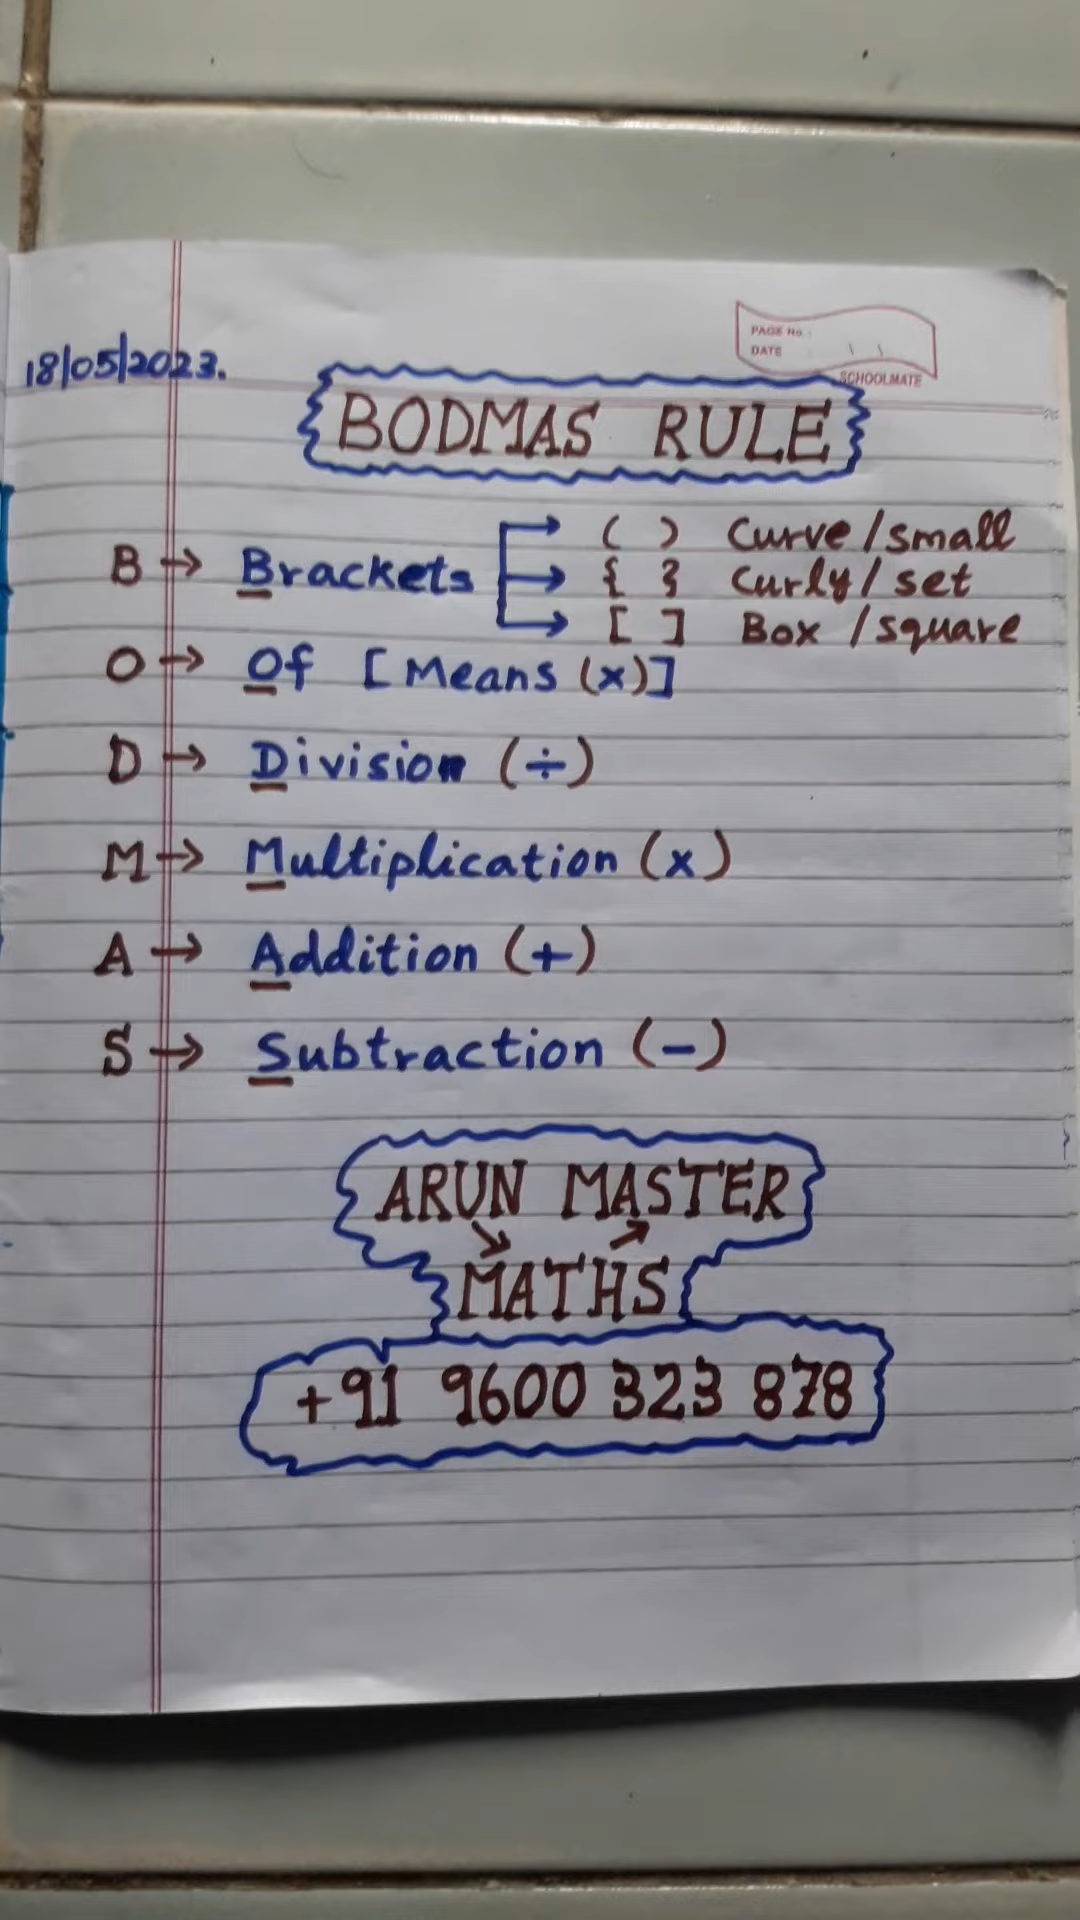 PAGE No. :
DATE
SCHOOLMATE
18/05/2023.
BODMAS RULE
B → Brackets → ( ) Curve/small
→ { } Curly/set
→ [ ] Box/square
O → Of [Means (x)]
D → Division (÷)
M → Multiplication (x)
A → Addition (+)
S → Subtraction (-)
ARUN MASTER
MATHS
+91 9600 323 878